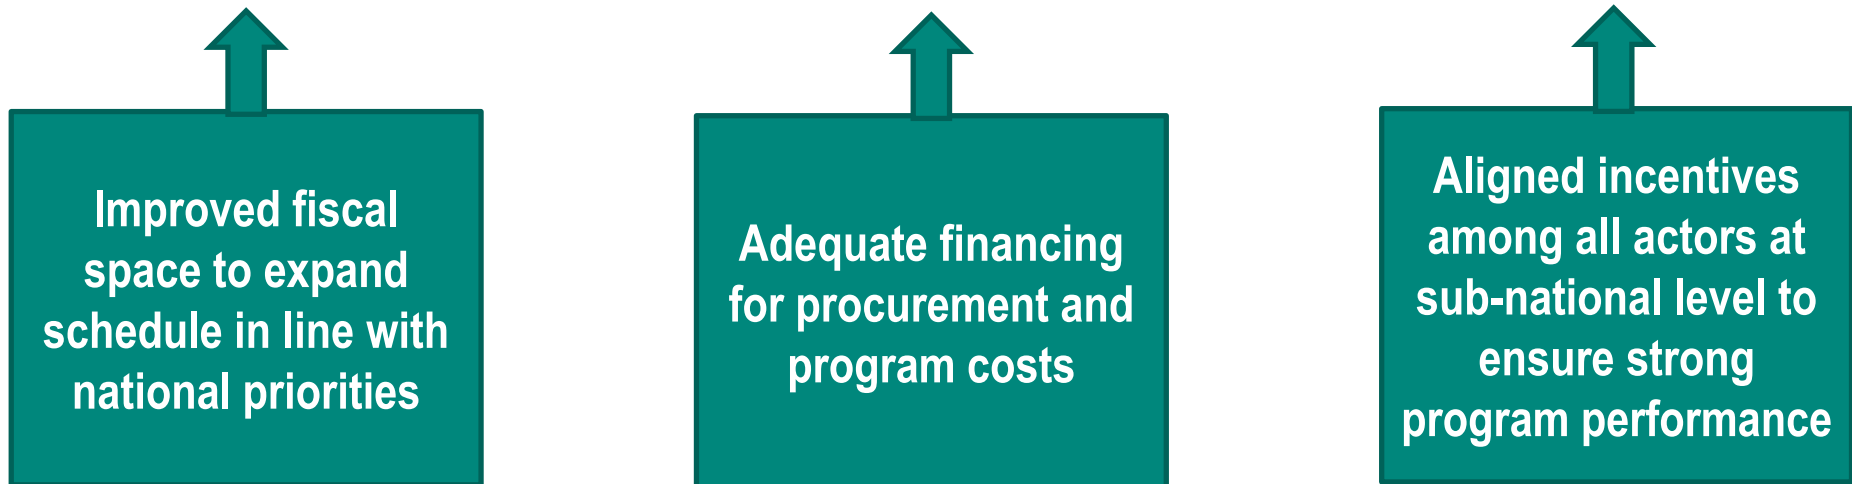 Improved fiscal
space to expand
schedule in line with
national priorities
Adequate financing
for procurement and
program costs
Aligned incentives
among all actors at
sub-national level to
ensure strong
program performance